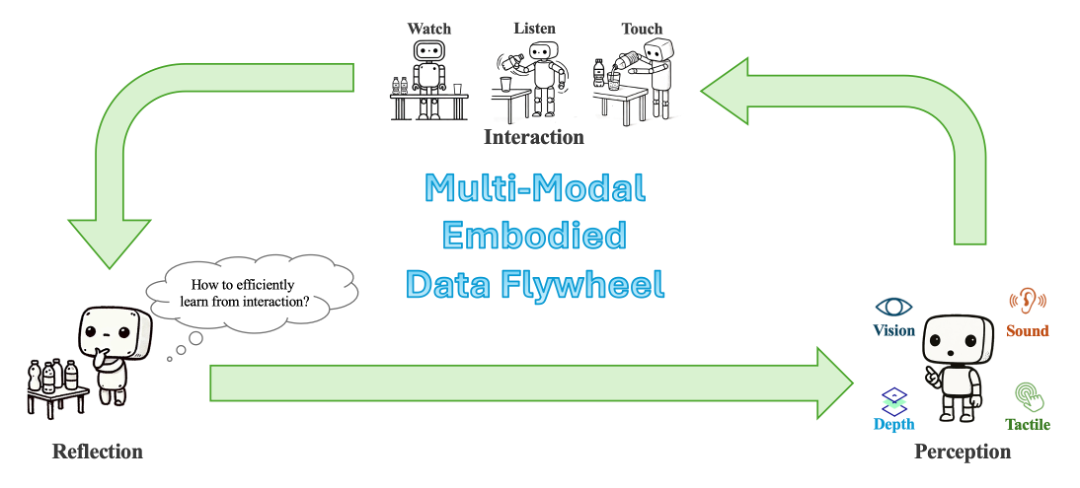 Watch
Listen
Touch
Interaction
Multi-Modal
Embodied
Data Flywheel
How to efficiently
learn from interaction?
Vision
Sound
Depth
Tactile
Reflection
Perception